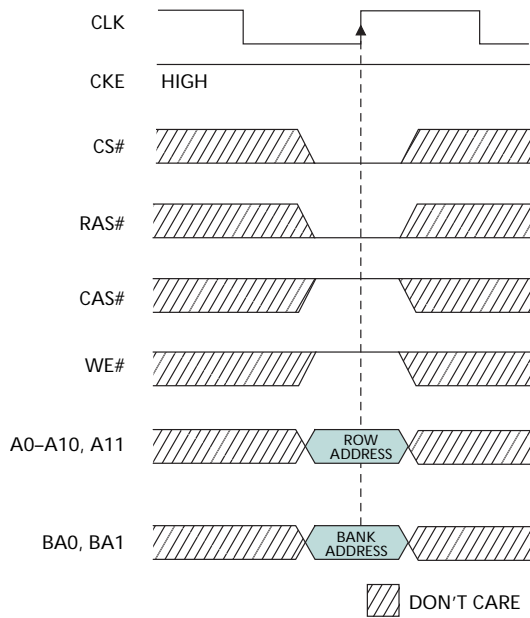 CLK
CKE HIGH
CS#
RAS#
CAS#
WE#
A0–A10, A11 ROW ADDRESS
BA0, BA1 BANK ADDRESS
DON'T CARE